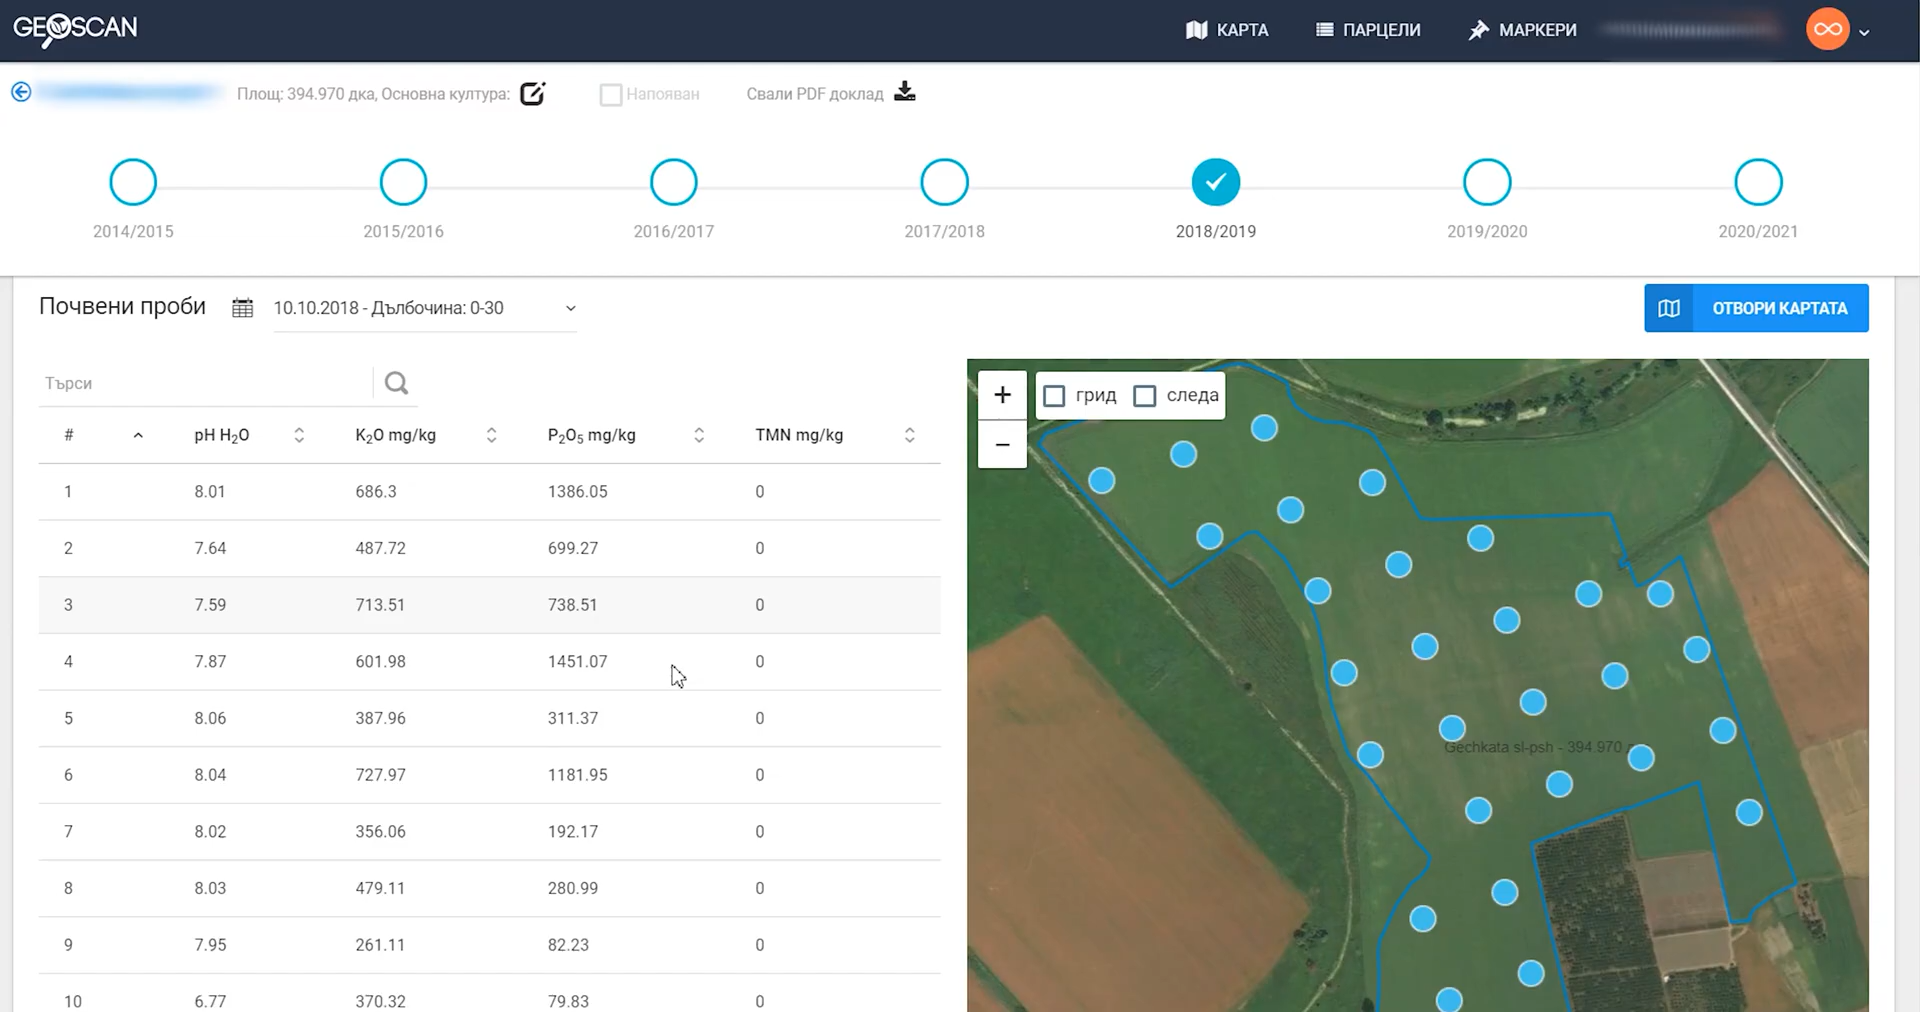 GEOSCAN
КАРТА
ПАРЦЕЛИ
МАРКЕРИ
Площ: 394.970 дка, Основна култура:
Напояван
Свали PDF доклад
2014/2015
2015/2016
2016/2017
2017/2018
2018/2019
2019/2020
2020/2021
Почвени проби
10.10.2018 - Дълбочина: 0-30
ОТВОРИ КАРТАТА
Търси
# pH H₂O K₂O mg/kg P₂O₅ mg/kg TMN mg/kg
1 8.01 686.3 1386.05 0
2 7.64 487.72 699.27 0
3 7.59 713.51 738.51 0
4 7.87 601.98 1451.07 0
5 8.06 387.96 311.37 0
6 8.04 727.97 1181.95 0
7 8.02 356.06 192.17 0
8 8.03 479.11 280.99 0
9 7.95 261.11 82.23 0
10 6.77 370.32 79.83 0
+
−
грид
следа
Gechkata sl-psh - 394.970